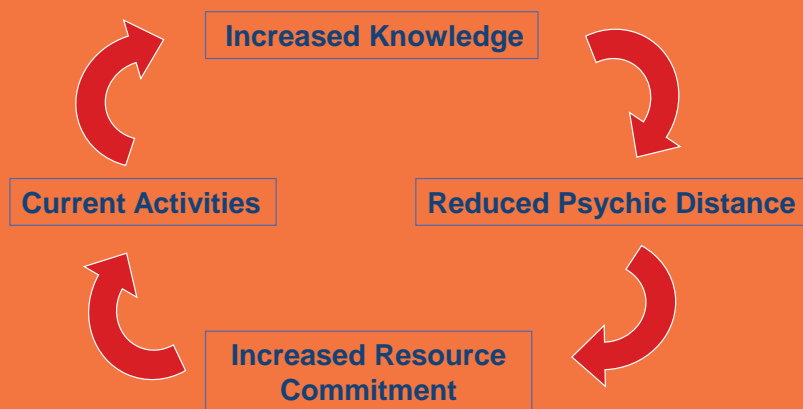 Increased Knowledge
Current Activities
Reduced Psychic Distance
Increased Resource
Commitment